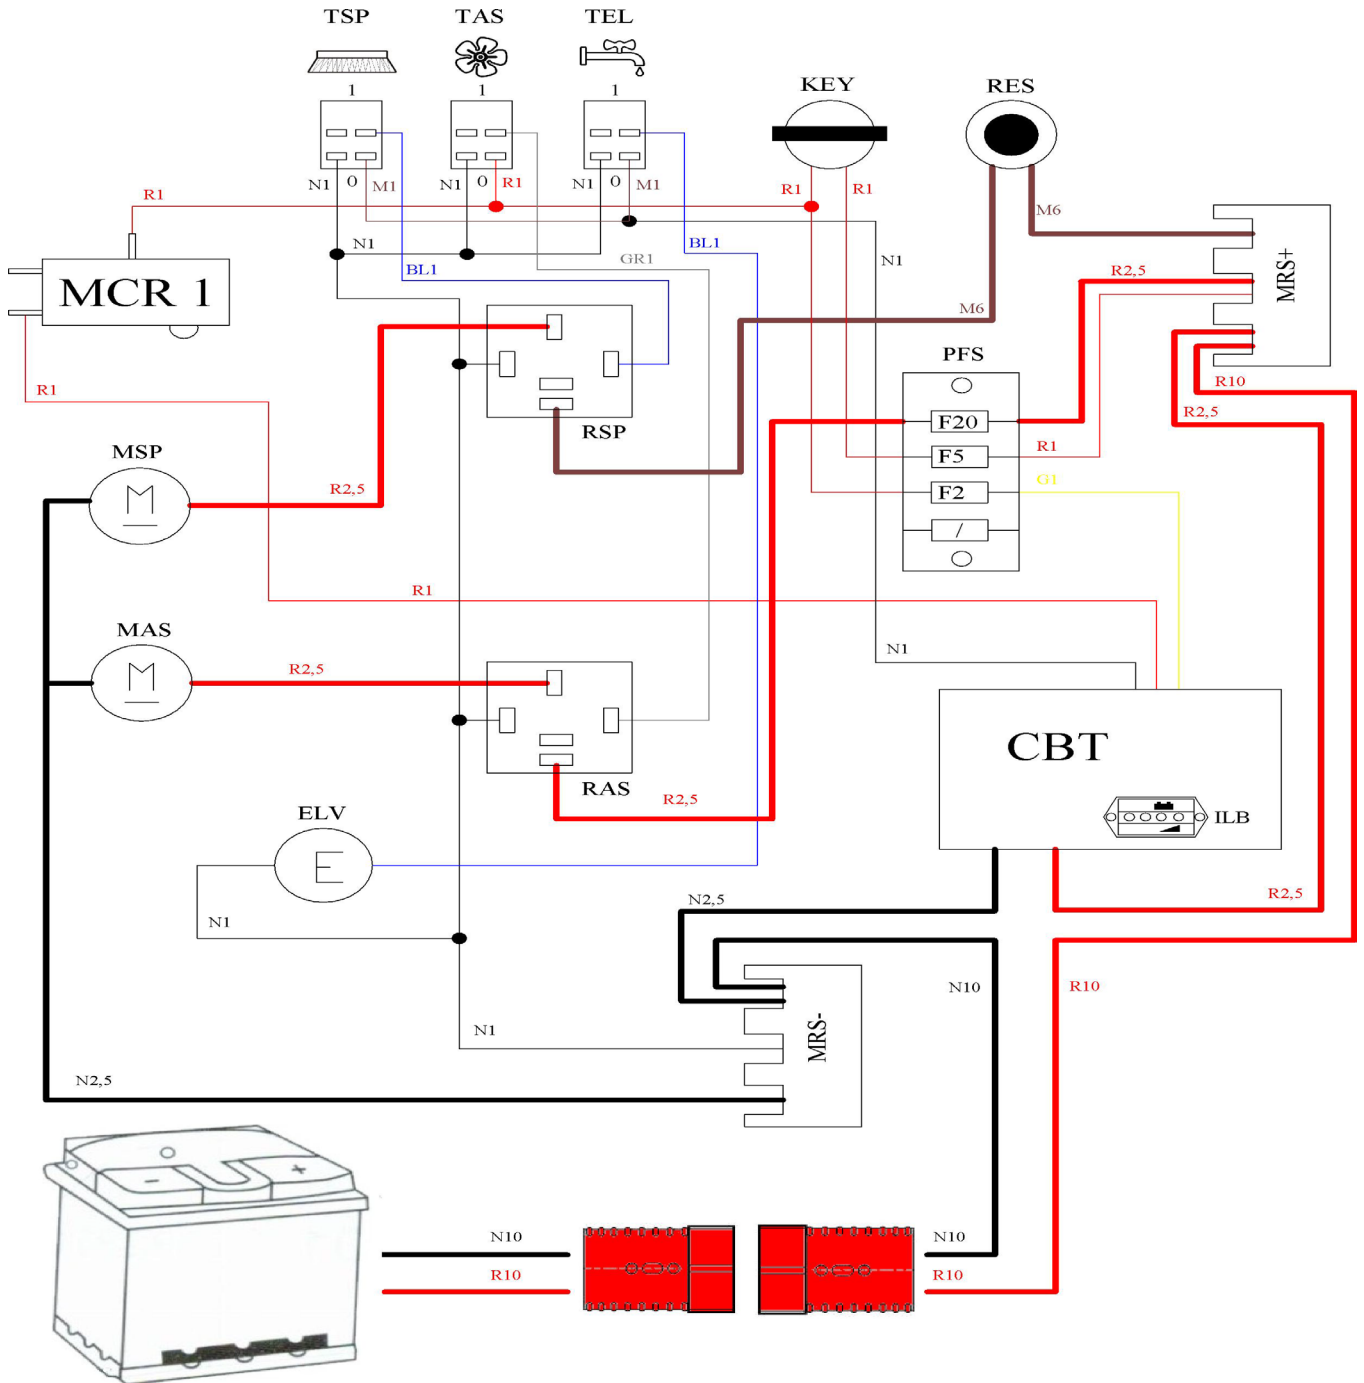 TSP TAS TEL
1 1 1
KEY RES
N1 0 M1 N1 0 R1 N1 0 M1
R1 R1 R1
M6
N1 BL1
BL1 GR1 N1 R2,5
MCR 1
MRS+
M6
PFS
R1 R10
RSP F20 R2,5
MSP F5 R1
R2,5 F2 G1
M M
/
R1
MAS N1
R2,5
CBT
RAS R2,5
ELV ILB
E
N1 N2,5 R2,5
N10 R10
N1 MRS-
N2,5
- +
N10 N10
R10 R10